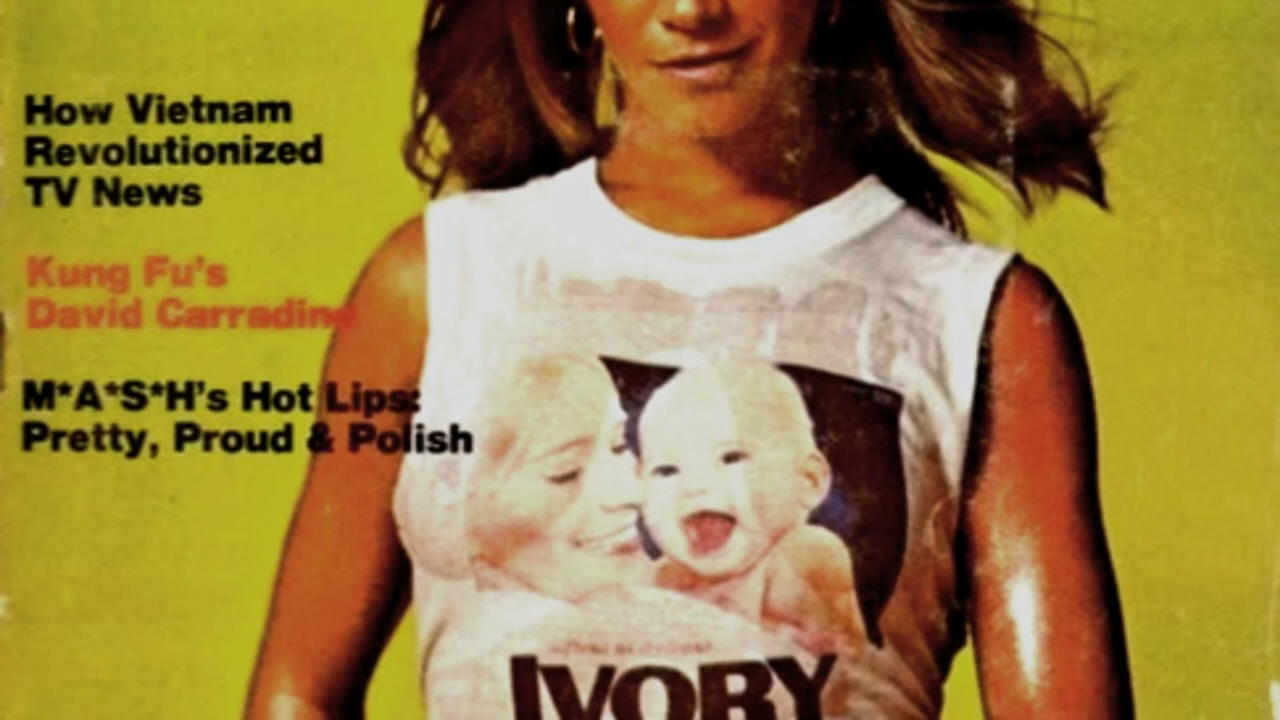 How Vietnam
Revolutionized
TV News
Kung Fu's
David Carradine
M*A*S*H's Hot Lips:
Pretty, Proud & Polish
IVORY